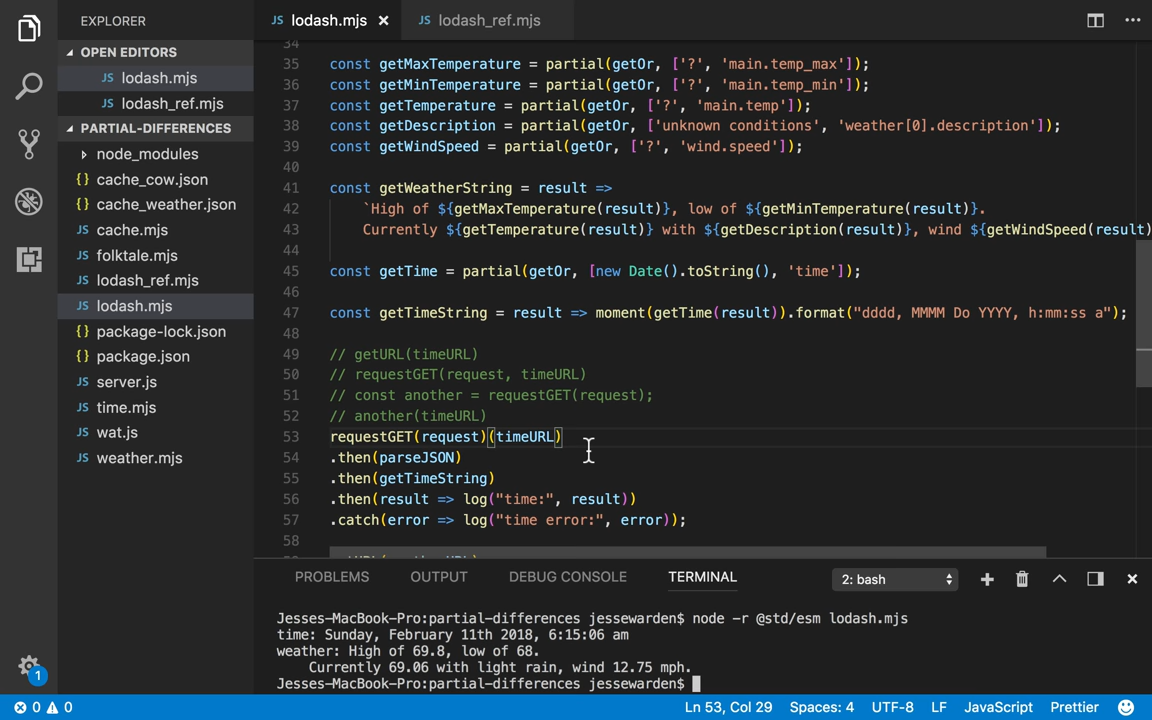 EXPLORER
OPEN EDITORS
JS lodash.mjs
JS lodash_ref.mjs
PARTIAL-DIFFERENCES
node_modules
{} cache_cow.json
{} cache_weather.json
JS cache.mjs
JS folktale.mjs
JS lodash_ref.mjs
JS lodash.mjs
{} package-lock.json
{} package.json
JS server.js
JS time.mjs
JS wat.js
JS weather.mjs
1
JS lodash.mjs ×
JS lodash_ref.mjs
34
35 const getMaxTemperature = partial(getOr, ['?', 'main.temp_max']);
36 const getMinTemperature = partial(getOr, ['?', 'main.temp_min']);
37 const getTemperature = partial(getOr, ['?', 'main.temp']);
38 const getDescription = partial(getOr, ['unknown conditions', 'weather[0].description']);
39 const getWindSpeed = partial(getOr, ['?', 'wind.speed']);
40
41 const getWeatherString = result =>
42 `High of ${getMaxTemperature(result)}, low of ${getMinTemperature(result)}.
43 Currently ${getTemperature(result)} with ${getDescription(result)}, wind ${getWindSpeed(result)
44
45 const getTime = partial(getOr, [new Date().toString(), 'time']);
46
47 const getTimeString = result => moment(getTime(result)).format("dddd, MMMM Do YYYY, h:mm:ss a");
48
49 // getURL(timeURL)
50 // requestGET(request, timeURL)
51 // const another = requestGET(request);
52 // another(timeURL)
53 requestGET(request)(timeURL)
54 .then(parseJSON)
55 .then(getTimeString)
56 .then(result => log("time:", result))
57 .catch(error => log("time error:", error));
58
PROBLEMS OUTPUT DEBUG CONSOLE TERMINAL 2: bash
Jesses-MacBook-Pro:partial-differences jessewarden$ node -r @std/esm lodash.mjs
time: Sunday, February 11th 2018, 6:15:06 am
weather: High of 69.8, low of 68.
Currently 69.06 with light rain, wind 12.75 mph.
Jesses-MacBook-Pro:partial-differences jessewarden$
0 0 Ln 53, Col 29 Spaces: 4 UTF-8 LF JavaScript Prettier